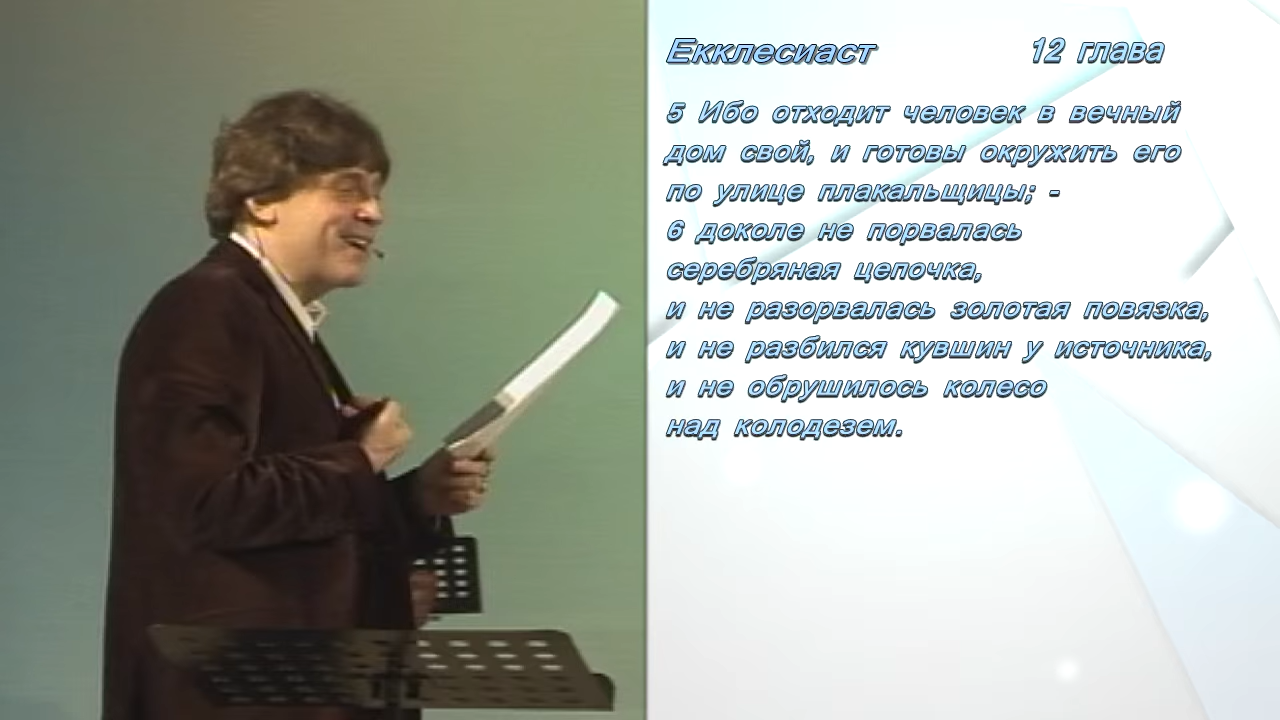 Екклесиаст 12 глава
5 Ибо отходит человек в вечный
дом свой, и готовы окружить его
по улице плакальщицы; -
6 доколе не порвалась
серебряная цепочка,
и не разорвалась золотая повязка,
и не разбился кувшин у источника,
и не обрушилось колесо
над колодезем.